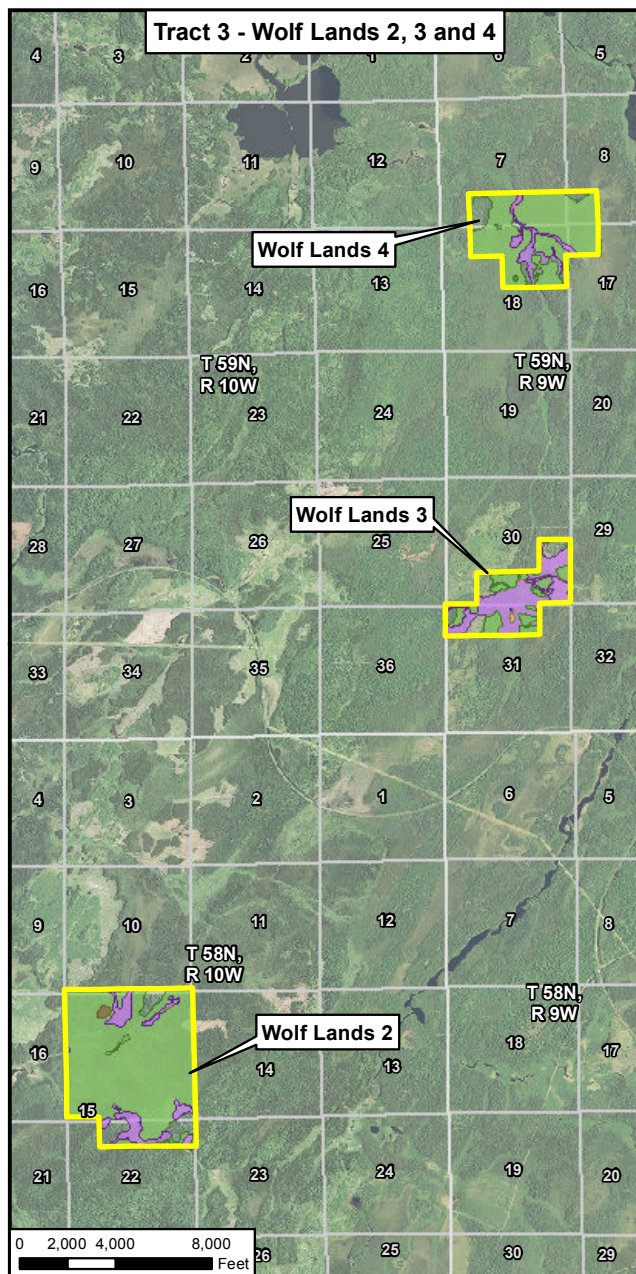 Tract 3 - Wolf Lands 2, 3 and 4
4 3 2 1 6 5
9 10 11 12 7 8
Wolf Lands 4
16 15 14 13 18 17
T 59N,
R 10W
T 59N,
R 9W
21 22 23 24 19 20
Wolf Lands 3
28 27 26 25 30 29
33 34 35 36 31 32
4 3 2 1 6 5
9 10 11 12 7 8
T 58N,
R 10W
T 58N,
R 9W
Wolf Lands 2
16 15 14 13 18 17
21 22 23 24 19 20
26 25 30 29
0 2,000 4,000 8,000
Feet